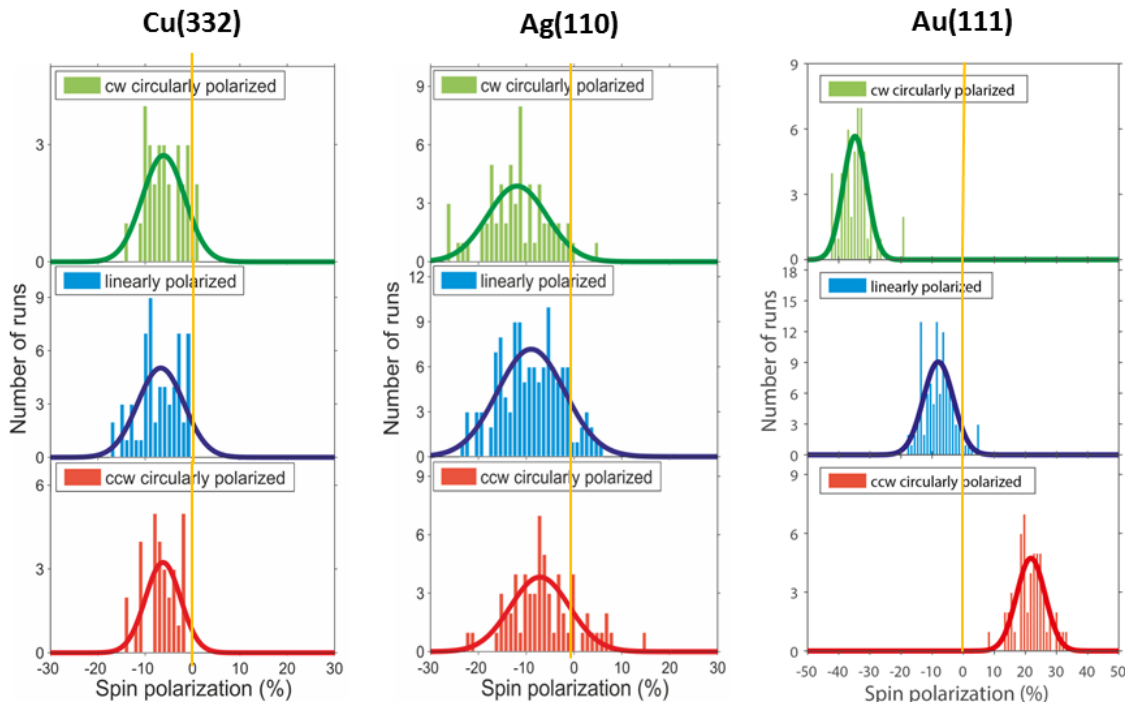 Cu(332)
Ag(110)
Au(111)
Number of runs
cw circularly polarized
3
0
linearly polarized
9
6
3
0
ccw circularly polarized
6
3
0
-30 -20 -10 0 10 20 30
Spin polarization (%)
Number of runs
9
cw circularly polarized
6
3
0
12
linearly polarized
9
6
3
0
9
ccw circularly polarized
6
3
0
-30 -20 -10 0 10 20 30
Spin polarization (%)
Number of runs
9
cw circularly polarized
6
3
0
18
linearly polarized
15
12
9
6
3
0
9
ccw circularly polarized
6
3
0
-50 -40 -30 -20 -10 0 10 20 30 40 50
Spin polarization (%)